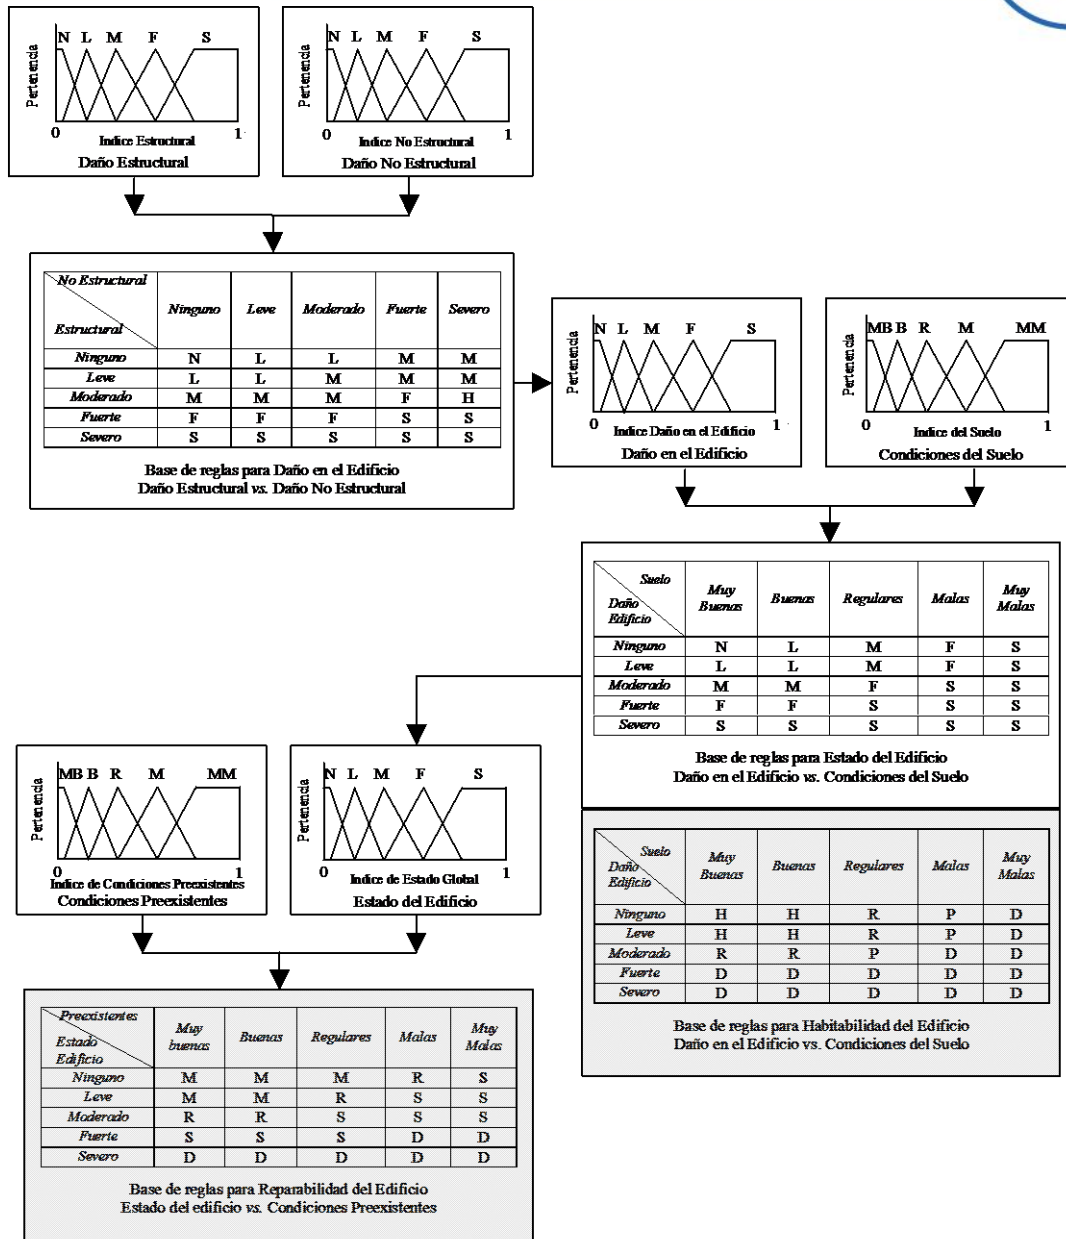 N L M F S
Pertenencia
0 Indice Estructural 1
Daño Estructural
N L M F S
Pertenencia
0 Indice No Estructural 1
Daño No Estructural
No Estructural Ninguno Leve Moderado Fuerte Severo
Estructural
Ninguno N L L M M
Leve L L M M M
Moderado M M M F H
Fuerte F F F S S
Severo S S S S S
Base de reglas para Daño en el Edificio
Daño Estructural vs. Daño No Estructural
N L M F S
Pertenencia
0 Indice Daño en el Edificio 1
Daño en el Edificio
MB B R M MM
Pertenencia
0 Indice del Suelo 1
Condiciones del Suelo
Suelo Muy Buenas Buenas Regulares Malas Muy Malas
Daño Edificio
Ninguno N L M F S
Leve L L M F S
Moderado M M F S S
Fuerte F F S S S
Severo S S S S S
Base de reglas para Estado del Edificio
Daño en el Edificio vs. Condiciones del Suelo
MB B R M MM
Pertenencia
0 Indice de Condiciones Preexistentes 1
Condiciones Preexistentes
N L M F S
Pertenencia
0 Indice de Estado Global 1
Estado del Edificio
Suelo Muy Buenas Buenas Regulares Malas Muy Malas
Daño Edificio
Ninguno H H R P D
Leve H H R P D
Moderado R R P D D
Fuerte D D D D D
Severo D D D D D
Base de reglas para Habitabilidad del Edificio
Daño en el Edificio vs. Condiciones del Suelo
Preexistentes Muy buenas Buenas Regulares Malas Muy Malas
Estado Edificio
Ninguno M M M R S
Leve M M R S S
Moderado R R S S S
Fuerte S S S D D
Severo D D D D D
Base de reglas para Reparabilidad del Edificio
Estado del edificio vs. Condiciones Preexistentes